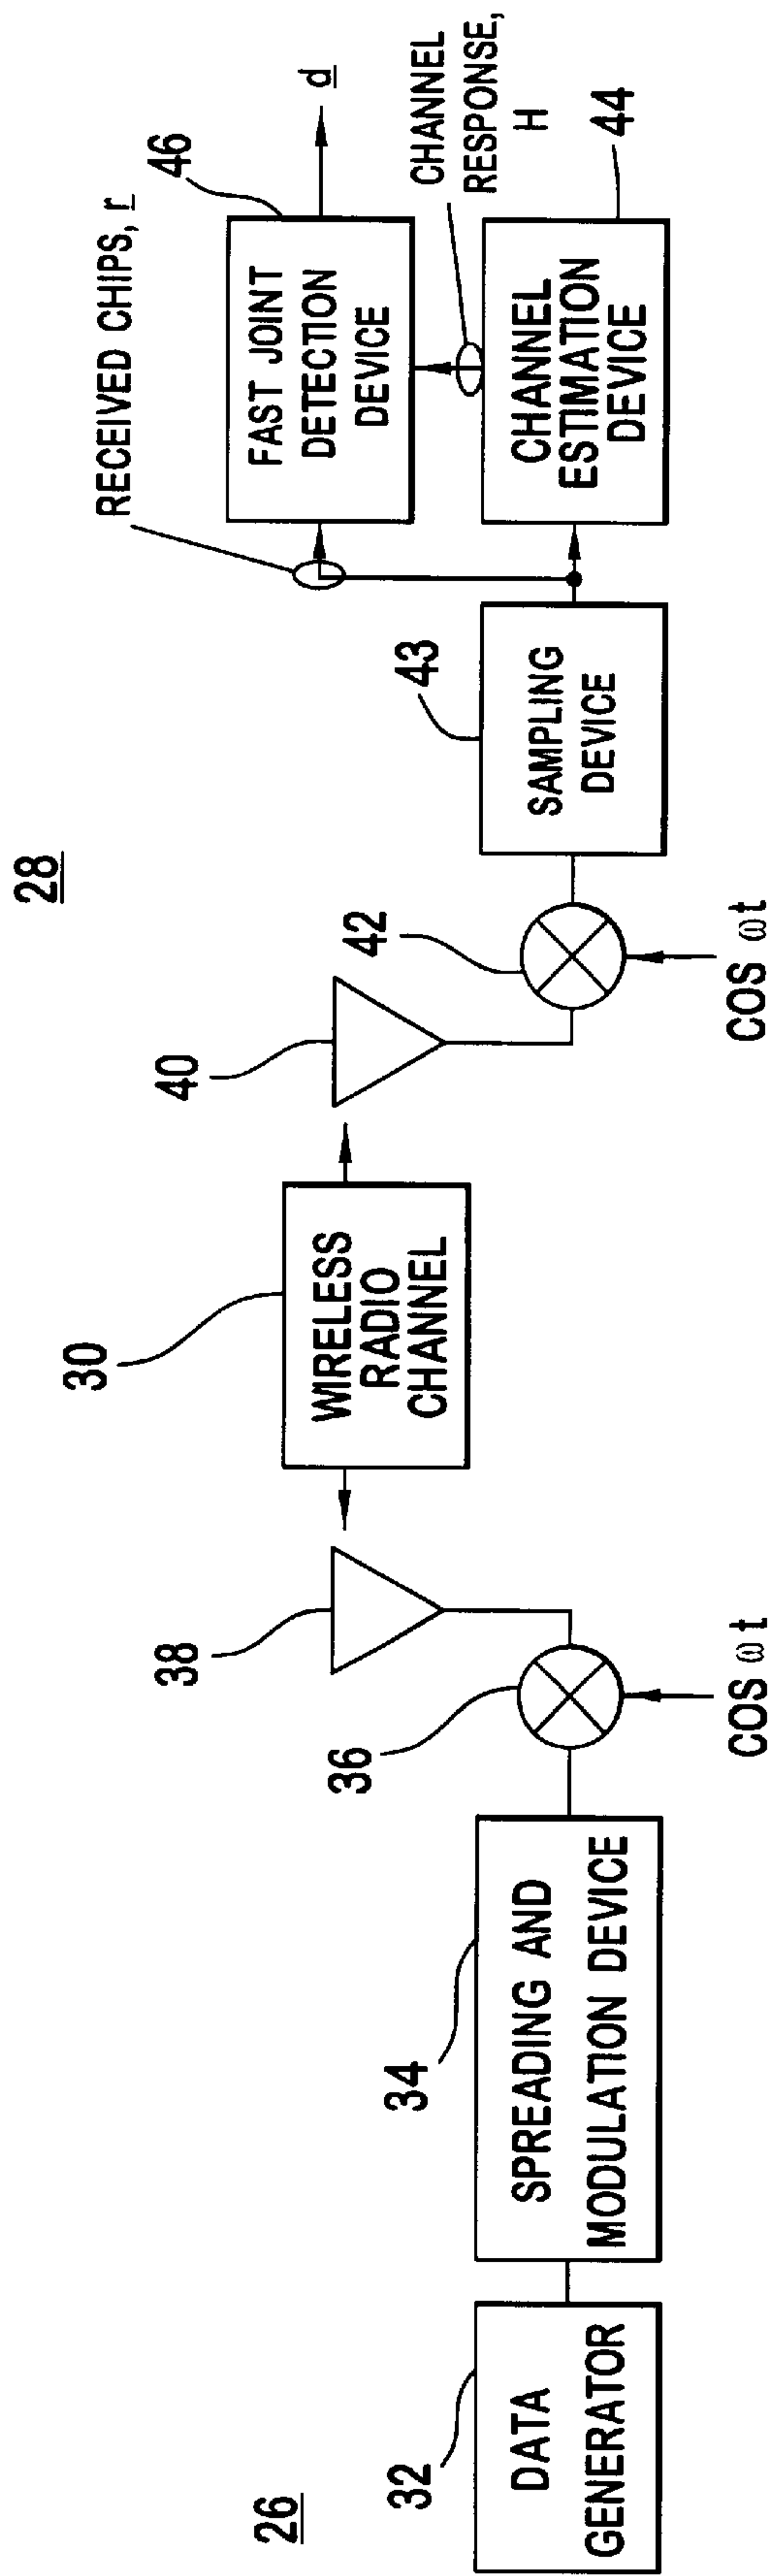 26
28
32
DATA
GENERATOR
34
SPREADING AND
MODULATION DEVICE
36
COS ωt
38
30
WIRELESS
RADIO
CHANNEL
40
42
COS ωt
43
SAMPLING
DEVICE
RECEIVED CHIPS, r
46
FAST JOINT
DETECTION
DEVICE
d
CHANNEL
RESPONSE,
H
44
CHANNEL
ESTIMATION
DEVICE